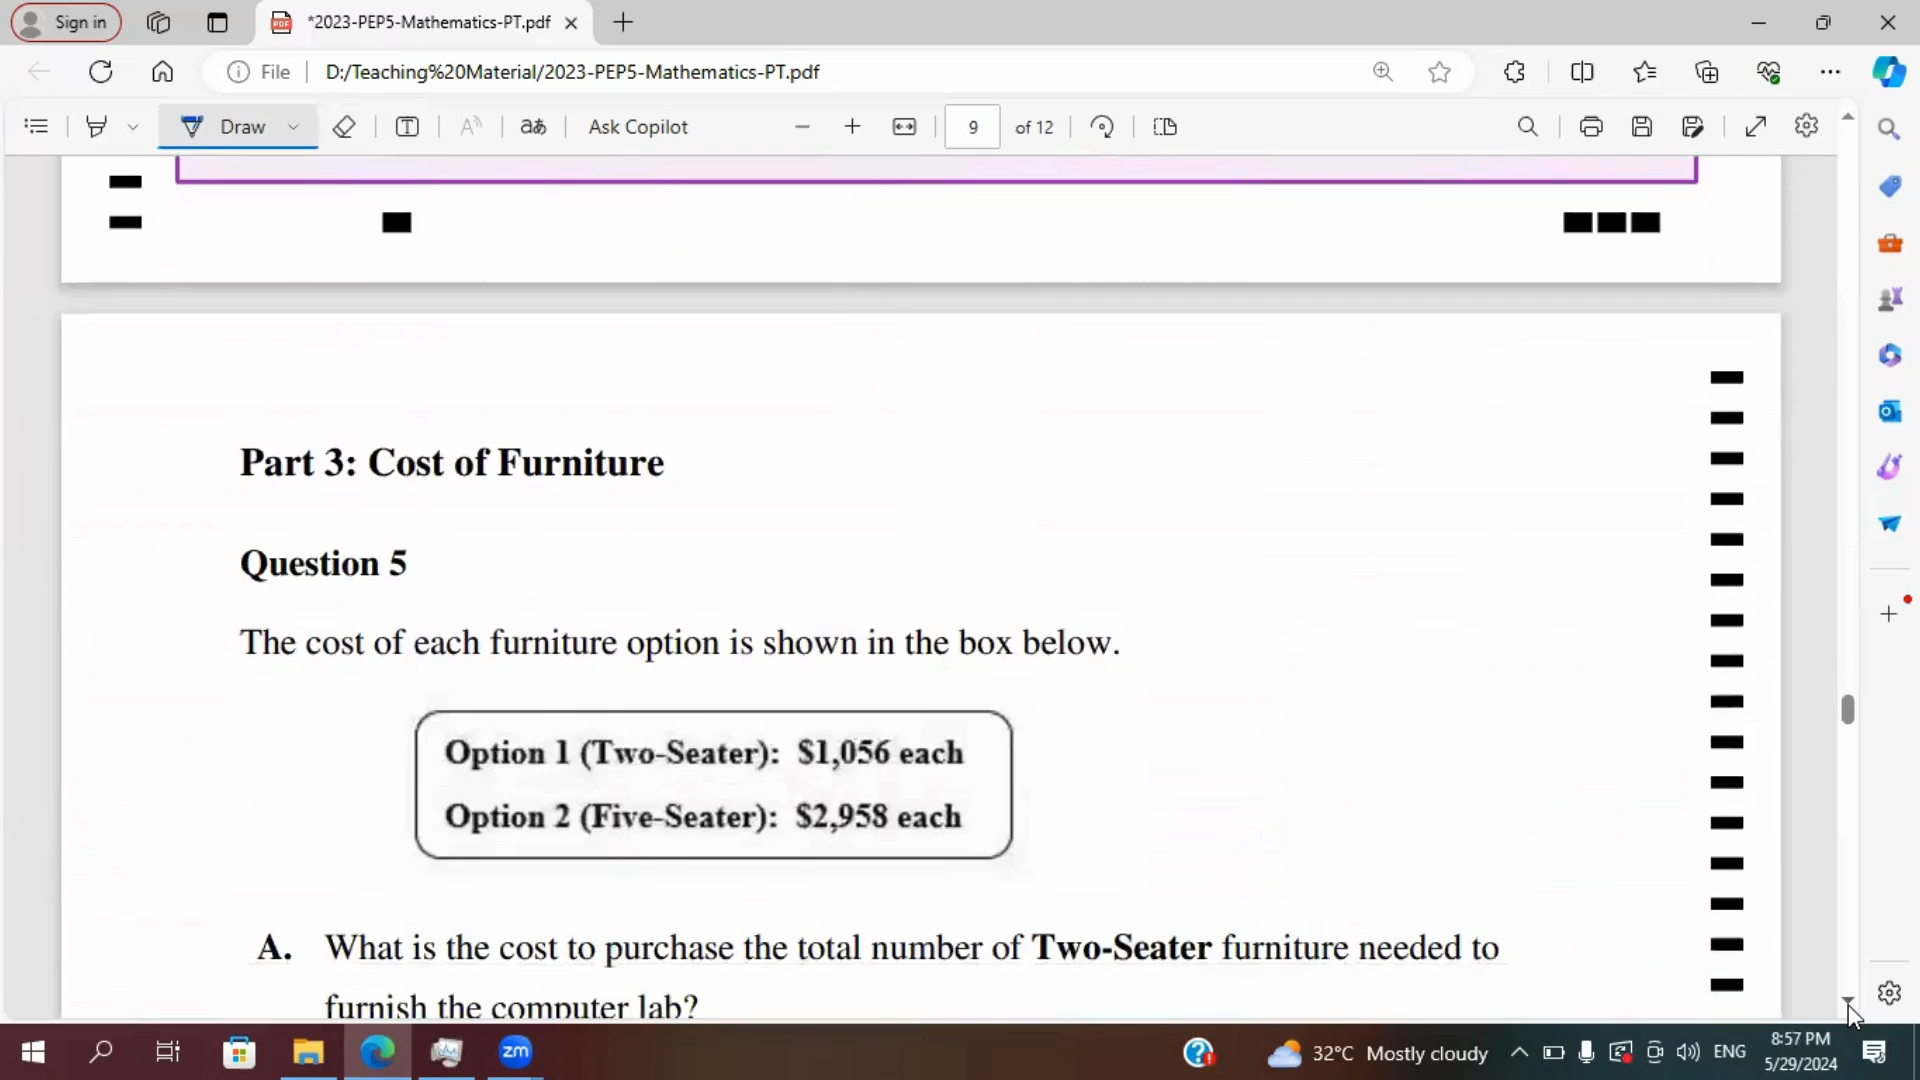 Sign in
*2023-PEP5-Mathematics-PT.pdf
File
D:/Teaching%20Material/2023-PEP5-Mathematics-PT.pdf
Draw
Ask Copilot
9 of 12
Part 3: Cost of Furniture
Question 5
The cost of each furniture option is shown in the box below.
Option 1 (Two-Seater): $1,056 each
Option 2 (Five-Seater): $2,958 each
A. What is the cost to purchase the total number of Two-Seater furniture needed to
furnish the computer lab?
zm
32°C Mostly cloudy
ENG
8:57 PM
5/29/2024